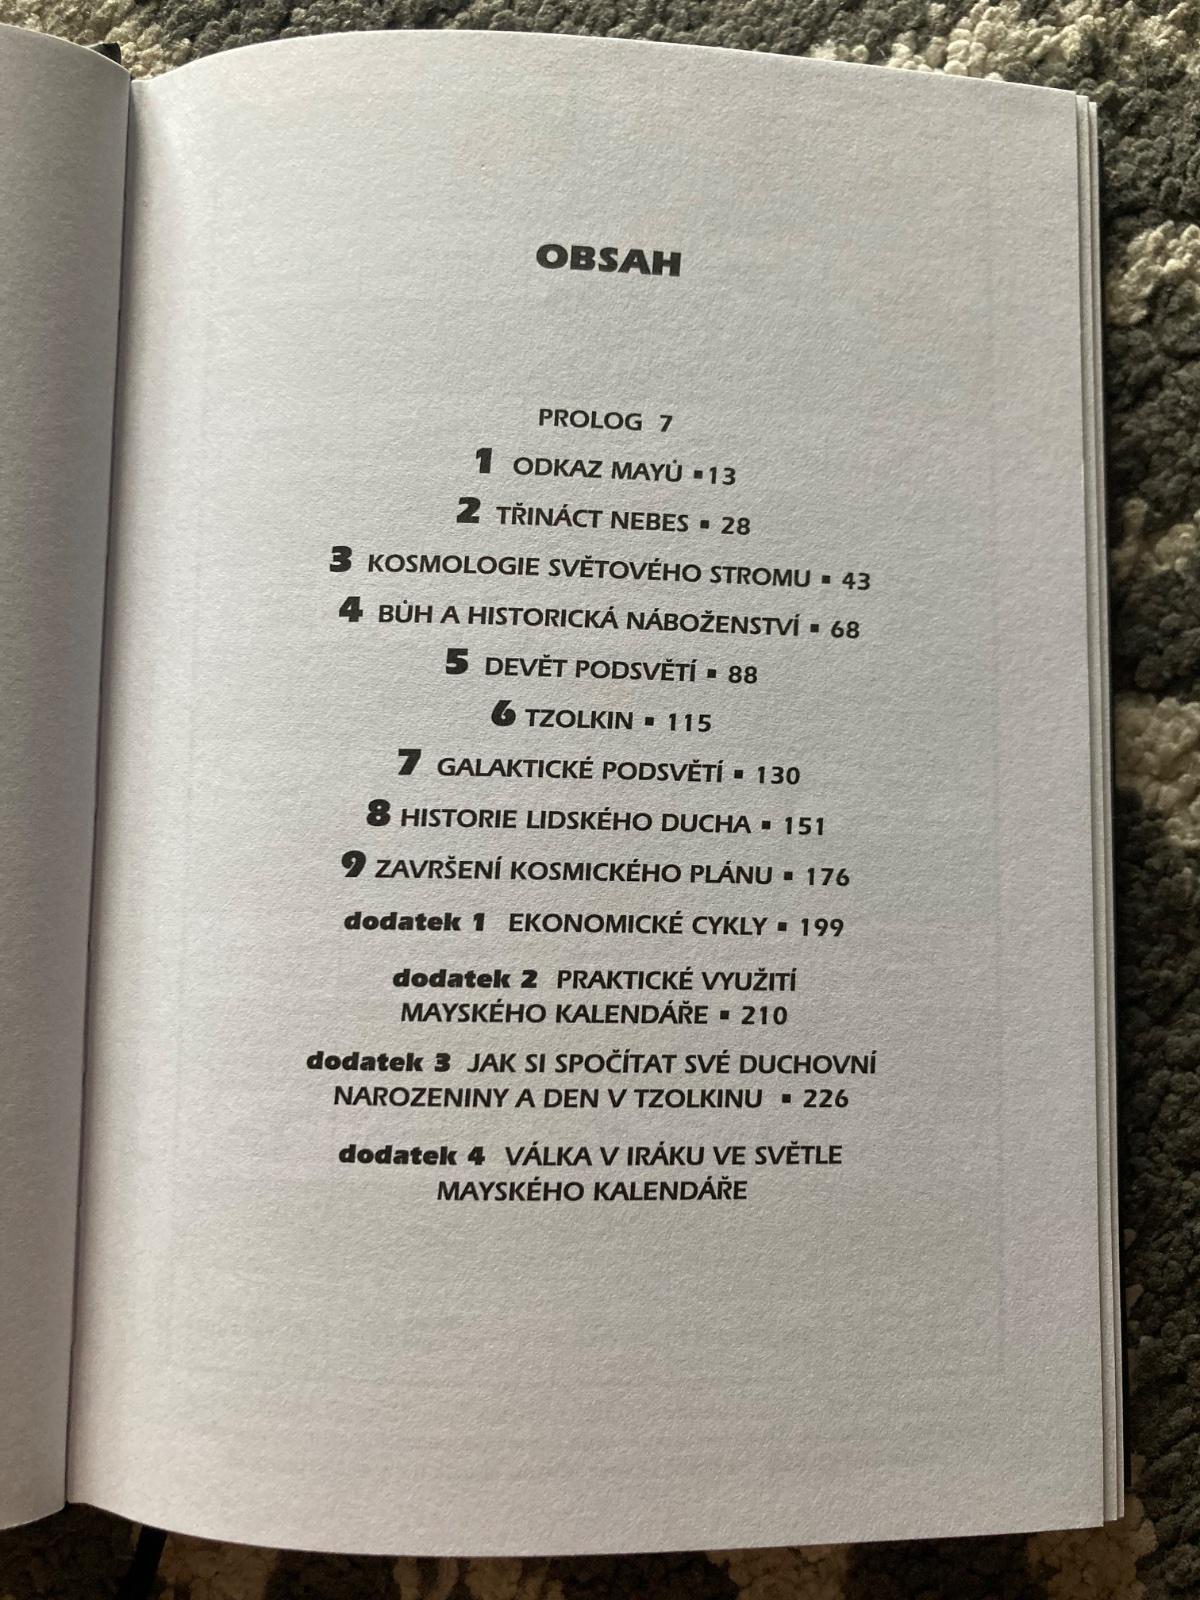 OBSAH
PROLOG 7
1 ODKAZ MAYŮ ▪ 13
2 TŘINÁCT NEBES ▪ 28
3 KOSMOLOGIE SVĚTOVÉHO STROMU ▪ 43
4 BŮH A HISTORICKÁ NÁBOŽENSTVÍ ▪ 68
5 DEVĚT PODSVĚTÍ ▪ 88
6 TZOLKIN ▪ 115
7 GALAKTICKÉ PODSVĚTÍ ▪ 130
8 HISTORIE LIDSKÉHO DUCHA ▪ 151
9 ZAVRŠENÍ KOSMICKÉHO PLÁNU ▪ 176
dodatek 1 EKONOMICKÉ CYKLY ▪ 199
dodatek 2 PRAKTICKÉ VYUŽITÍ
MAYSKÉHO KALENDÁŘE ▪ 210
dodatek 3 JAK SI SPOČÍTAT SVÉ DUCHOVNÍ
NAROZENINY A DEN V TZOLKINU ▪ 226
dodatek 4 VÁLKA V IRÁKU VE SVĚTLE
MAYSKÉHO KALENDÁŘE